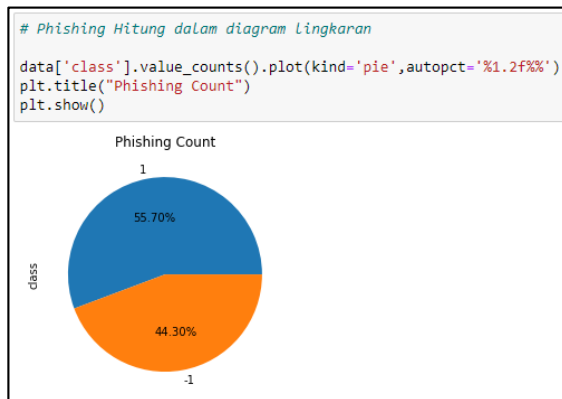 # Phishing Hitung dalam diagram lingkaran
data['class'].value_counts().plot(kind='pie',autopct='%1.2f%%')
plt.title("Phishing Count")
plt.show()
Phishing Count
1
55.70%
class
44.30%
-1